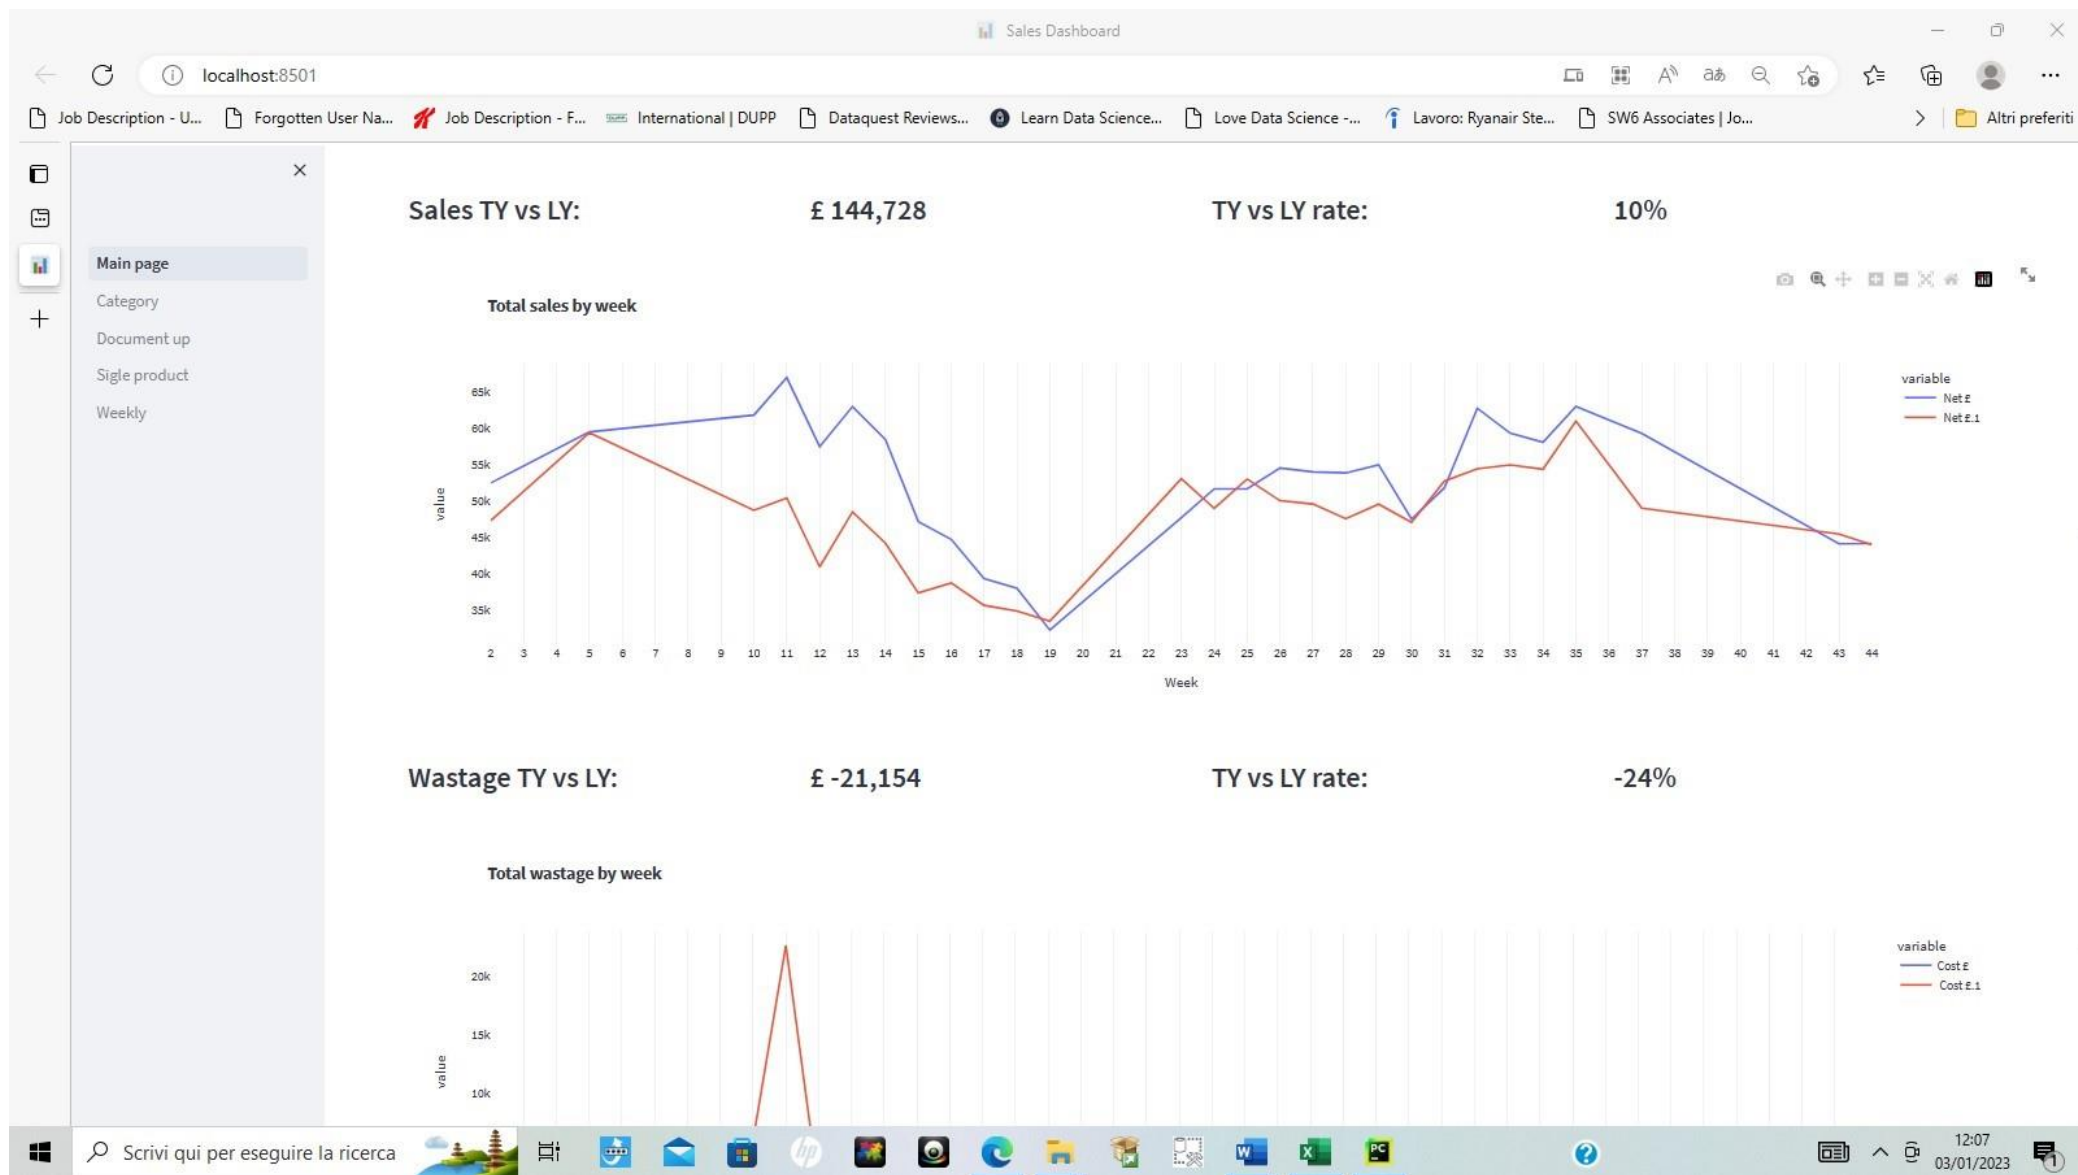 Sales Dashboard
localhost:8501
Job Description - U...
Forgotten User Na...
Job Description - F...
International | DUPP
Dataquest Reviews...
Learn Data Science...
Love Data Science -...
Lavoro: Ryanair Ste...
SW6 Associates | Jo...
Altri preferiti
Main page
Category
Document up
Sigle product
Weekly
Sales TY vs LY: £ 144,728 TY vs LY rate: 10%
Total sales by week
65k
60k
55k
50k
45k
40k
35k
value
2 3 4 5 6 7 8 9 10 11 12 13 14 15 16 17 18 19 20 21 22 23 24 25 26 27 28 29 30 31 32 33 34 35 36 37 38 39 40 41 42 43 44
Week
variable
Net £
Net £.1
Wastage TY vs LY: £ -21,154 TY vs LY rate: -24%
Total wastage by week
20k
15k
10k
value
variable
Cost £
Cost £.1
Scrivi qui per eseguire la ricerca
12:07
03/01/2023